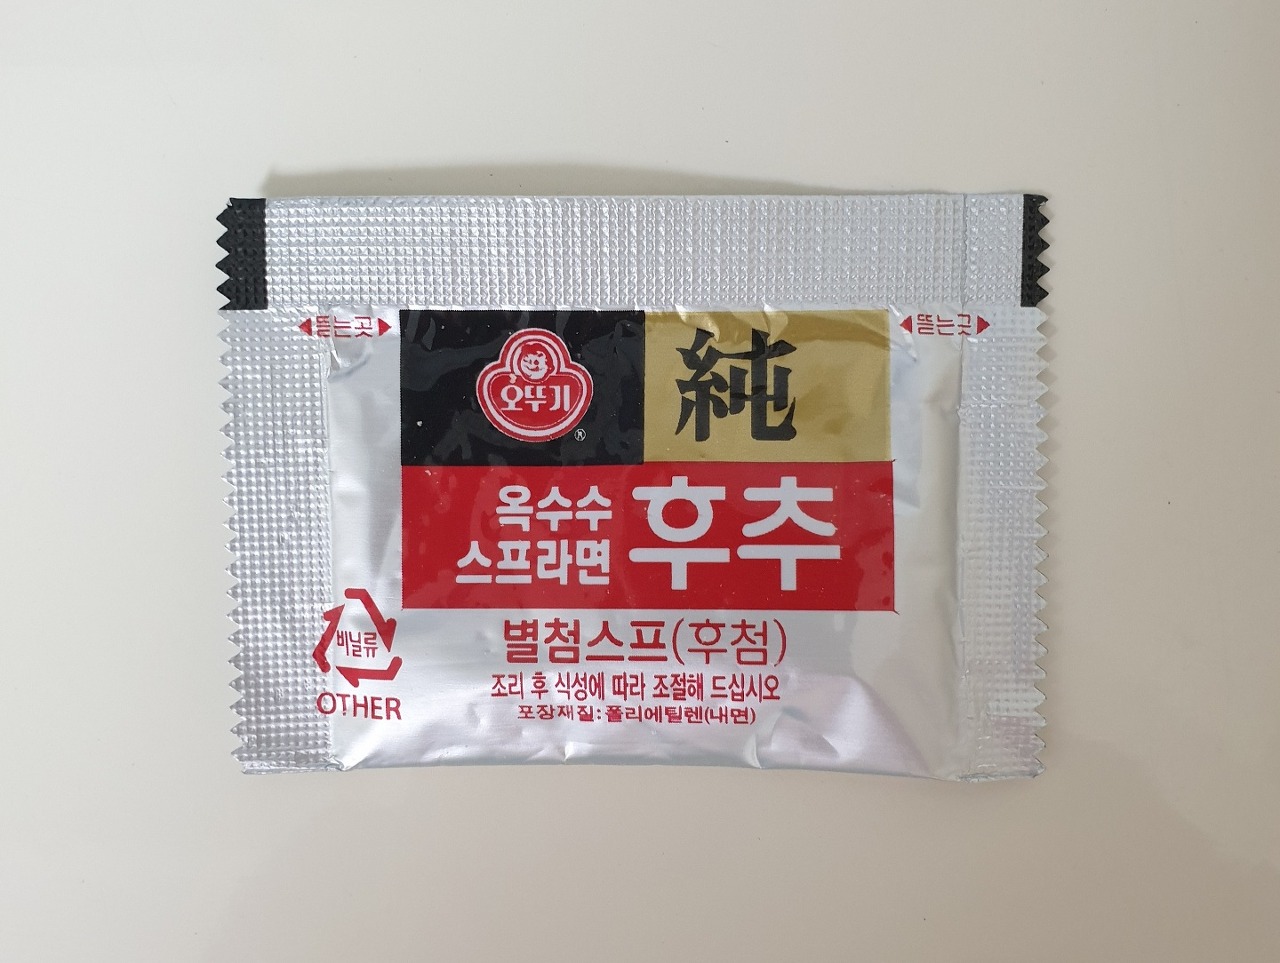 뜯는곳
뜯는곳
오뚜기
®
純
옥수수
스프라면
후추
별첨스프(후첨)
조리 후 식성에 따라 조절해 드십시오
포장재질:폴리에틸렌(내면)
비닐류
OTHER